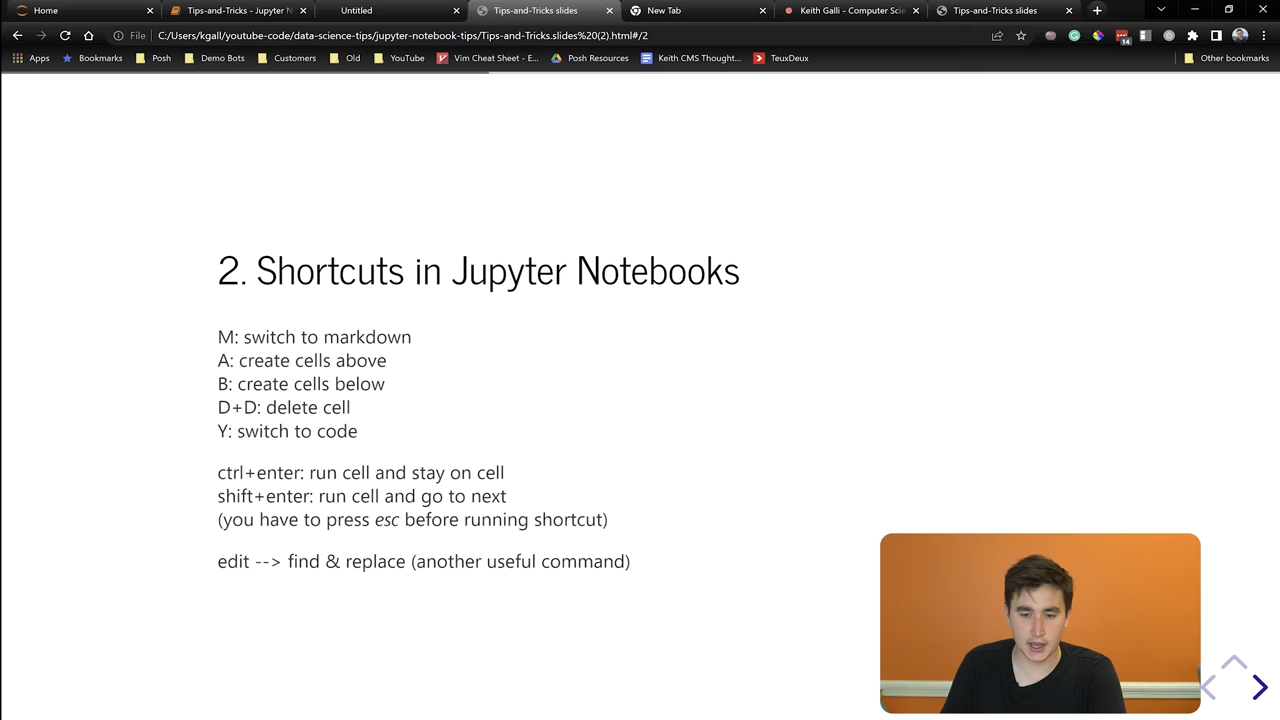 Home
Tips-and-Tricks - Jupyter N
Untitled
Tips-and-Tricks slides
New Tab
Keith Galli - Computer Scie
Tips-and-Tricks slides
File
C:/Users/kgall/youtube-code/data-science-tips/jupyter-notebook-tips/Tips-and-Tricks.slides%20(2).html#/2
14
Apps
Bookmarks
Posh
Demo Bots
Customers
Old
YouTube
Vim Cheat Sheet - E...
Posh Resources
Keith CMS Thought...
TeuxDeux
Other bookmarks
2. Shortcuts in Jupyter Notebooks
M: switch to markdown
A: create cells above
B: create cells below
D+D: delete cell
Y: switch to code
ctrl+enter: run cell and stay on cell
shift+enter: run cell and go to next
(you have to press esc before running shortcut)
edit --> find & replace (another useful command)